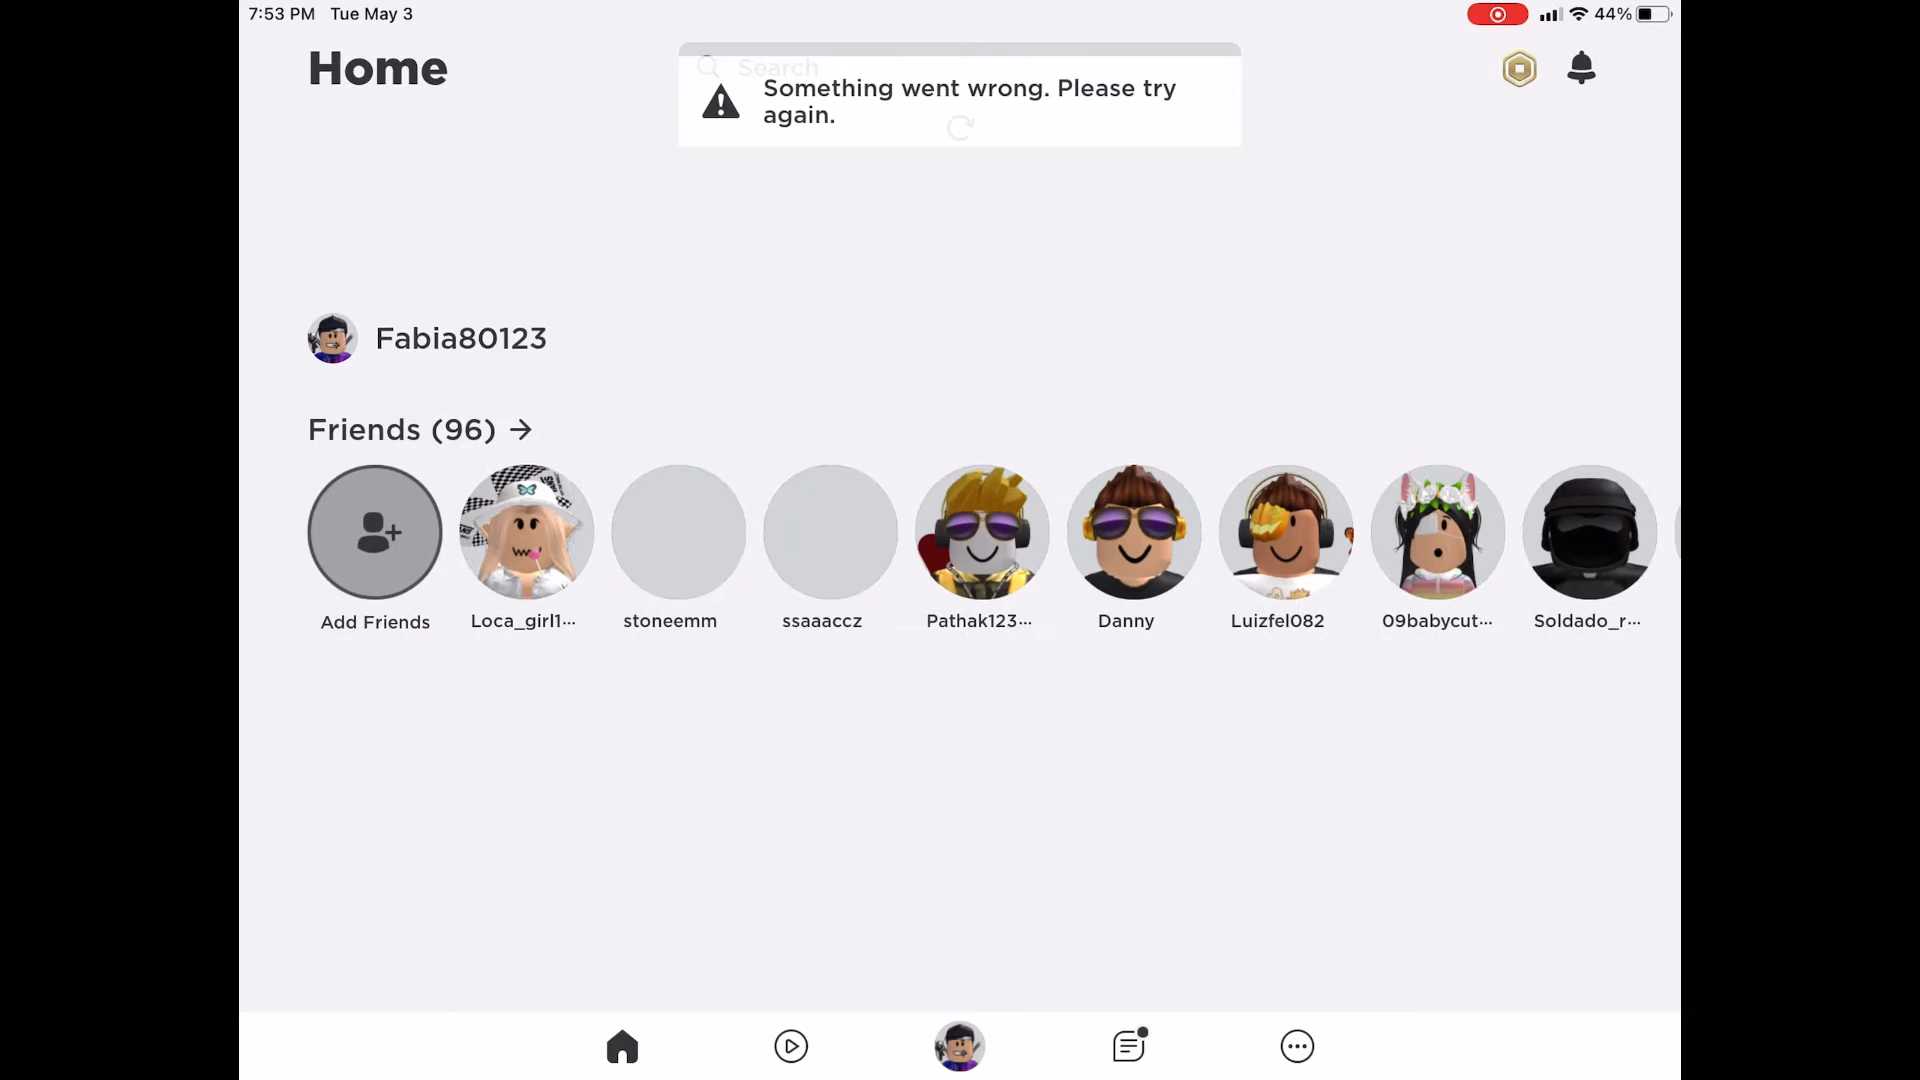 7:53 PM Tue May 3
44%
Home
Search
Something went wrong. Please try
again.
Fabia80123
Friends (96) →
Add Friends
Loca_girl1...
stoneemm
ssaaaccz
Pathak123...
Danny
Luizfel082
09babycut...
Soldado_r...